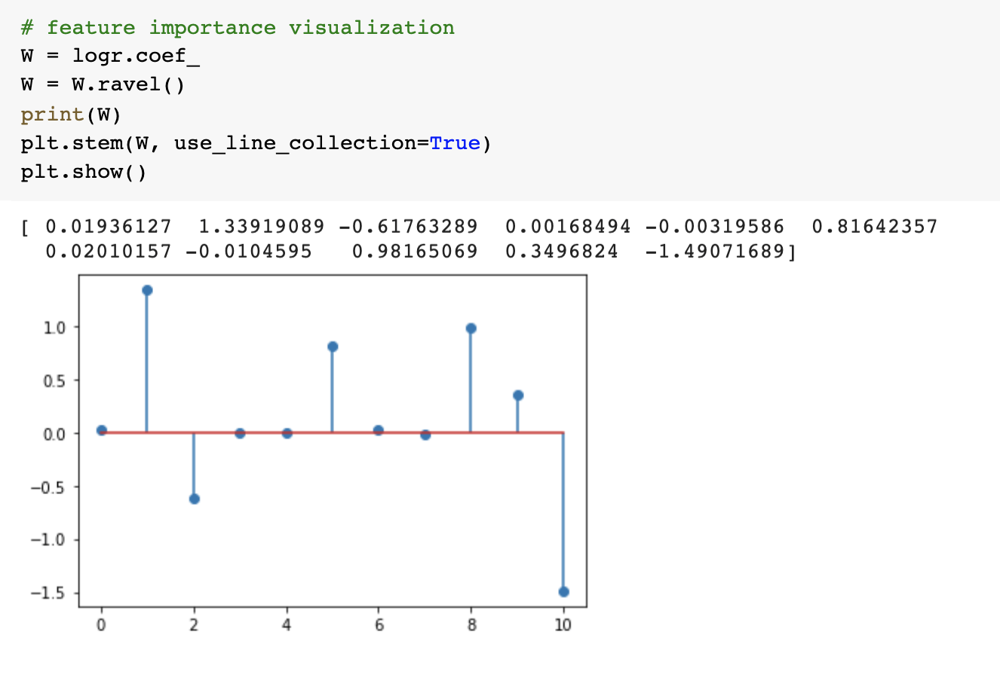 # feature importance visualization
W = logr.coef_
W = W.ravel()
print(W)
plt.stem(W, use_line_collection=True)
plt.show()
[ 0.01936127  1.33919089 -0.61763289  0.00168494 -0.00319586  0.81642357
  0.02010157 -0.0104595   0.98165069  0.3496824  -1.49071689]
1.0
0.5
0.0
−0.5
−1.0
−1.5
0 2 4 6 8 10